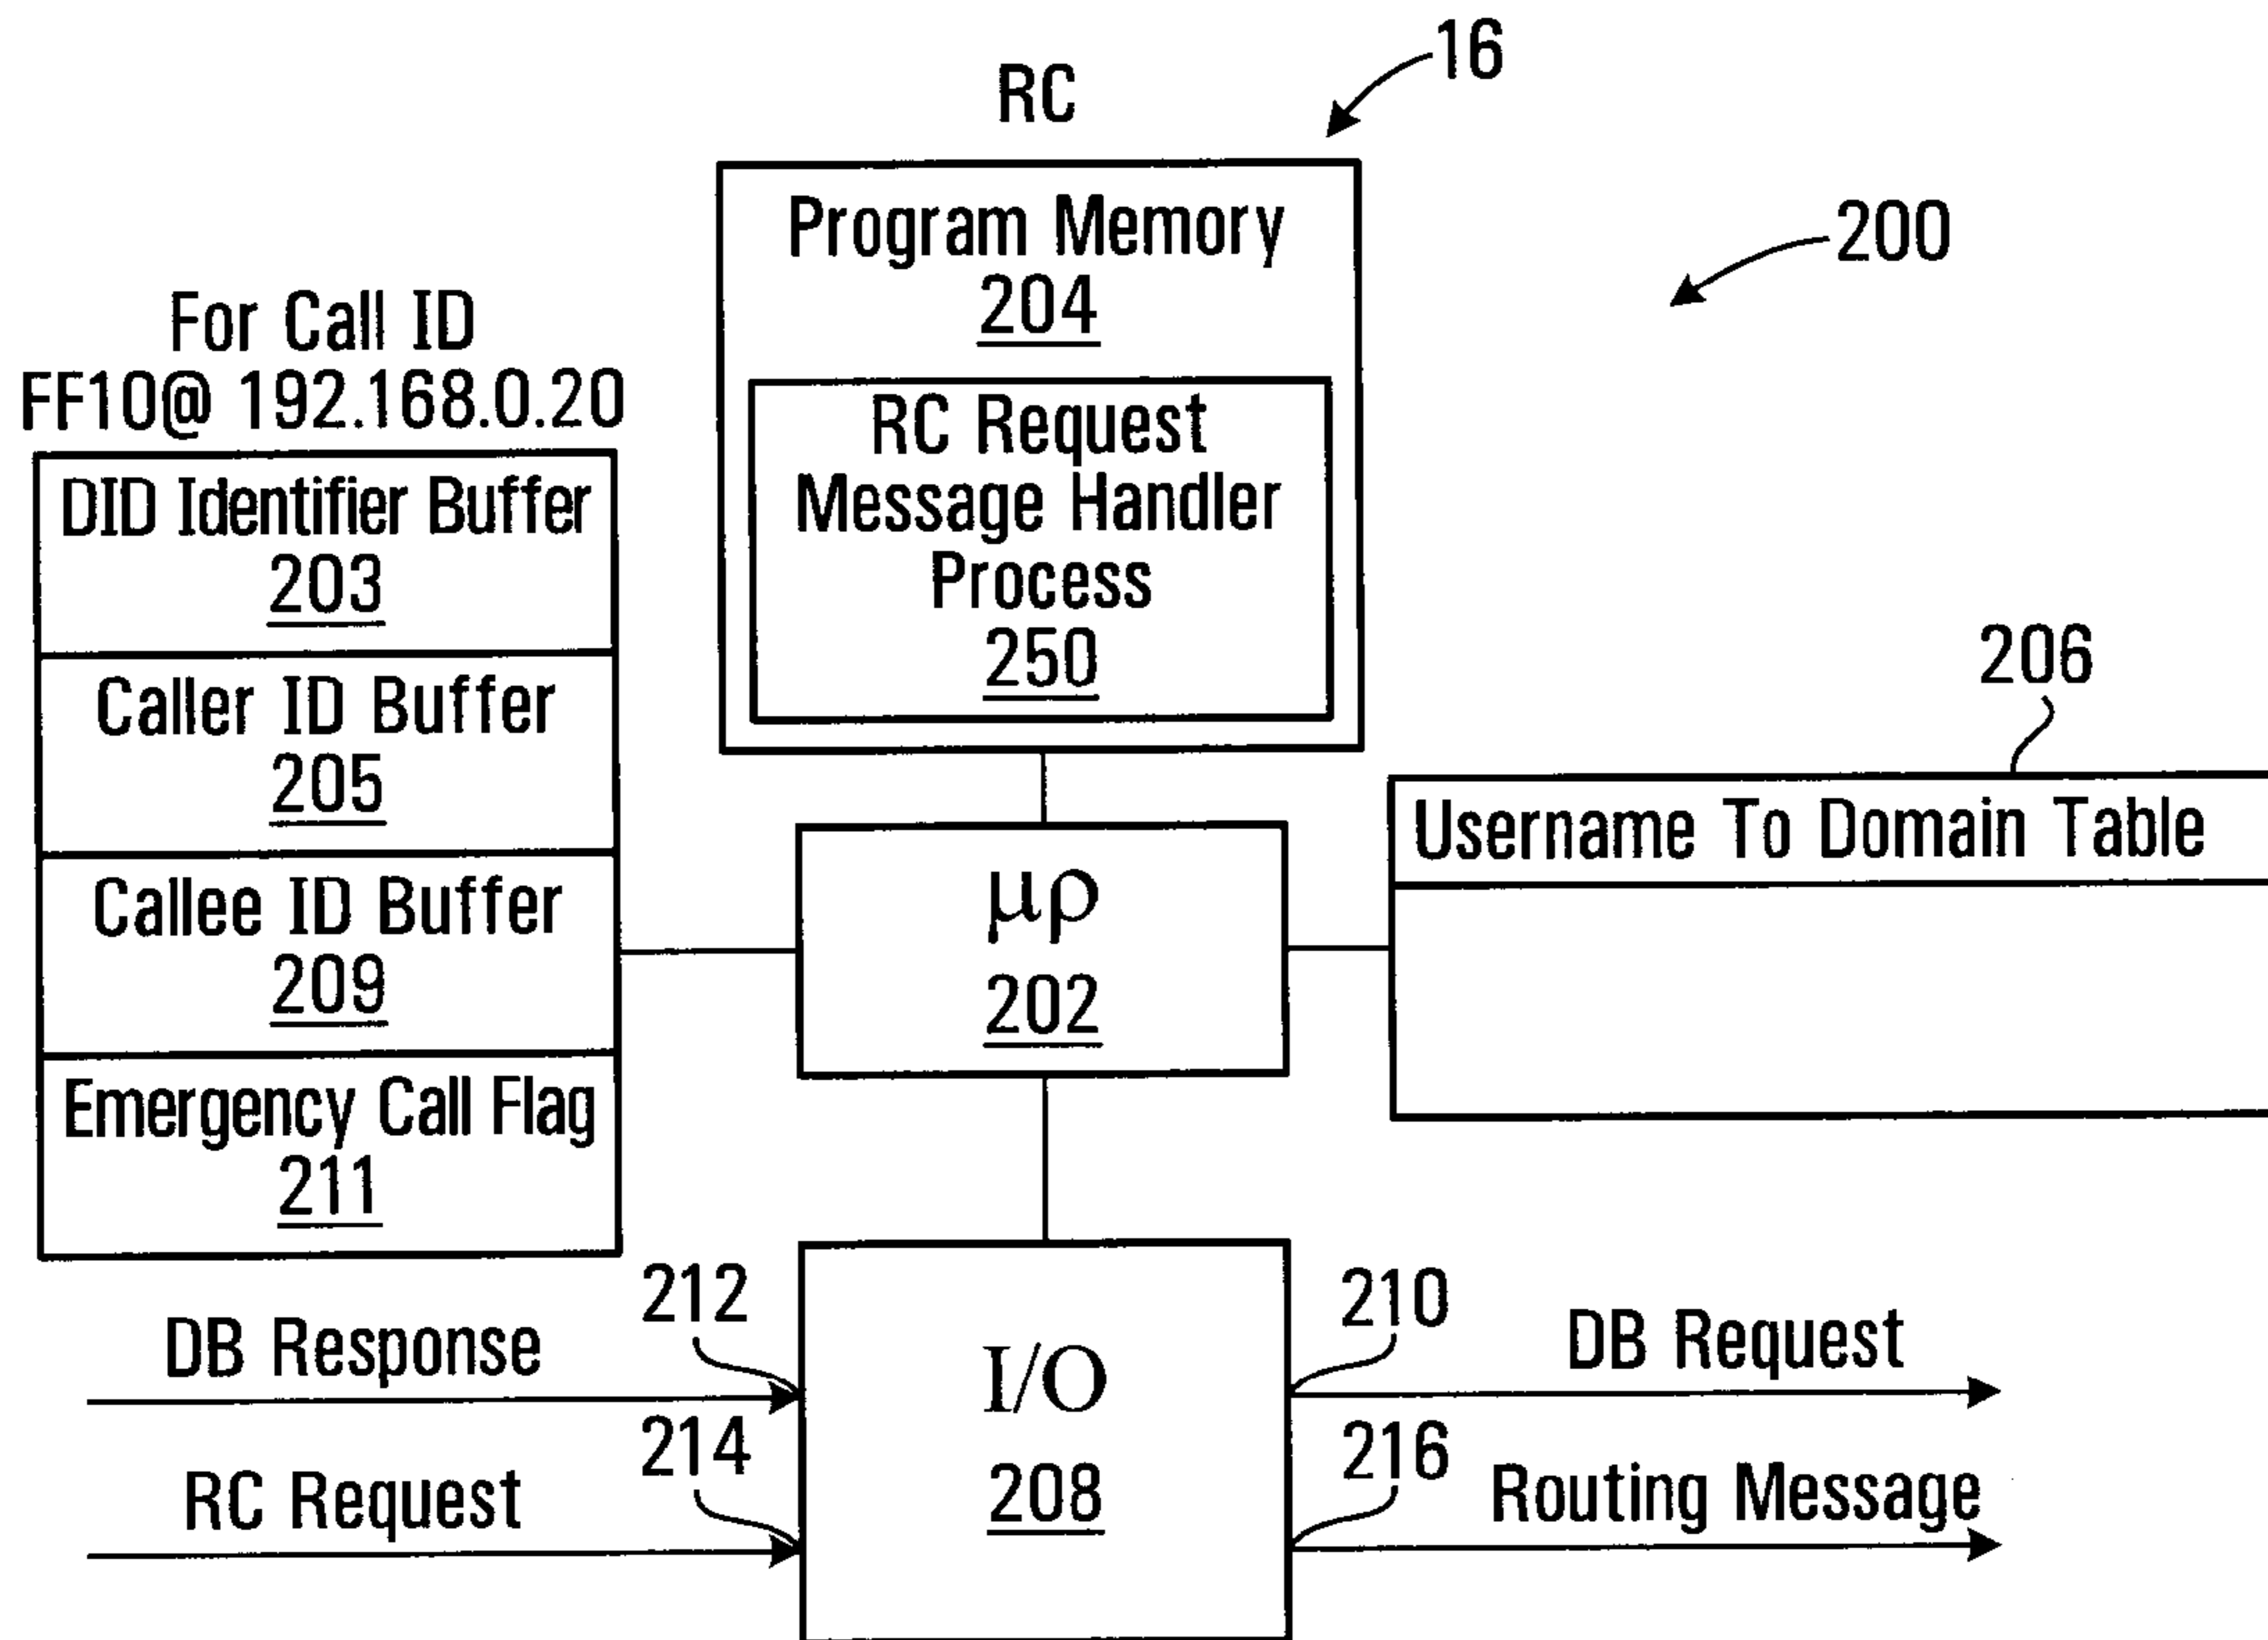 16
RC
Program Memory
204
200
RC Request
Message Handler
Process
250
For Call ID
FF10@ 192.168.0.20
DID Identifier Buffer
203
Caller ID Buffer
205
Callee ID Buffer
209
Emergency Call Flag
211
μρ
202
206
Username To Domain Table
212
DB Response
214
RC Request
I/O
208
210
DB Request
216
Routing Message